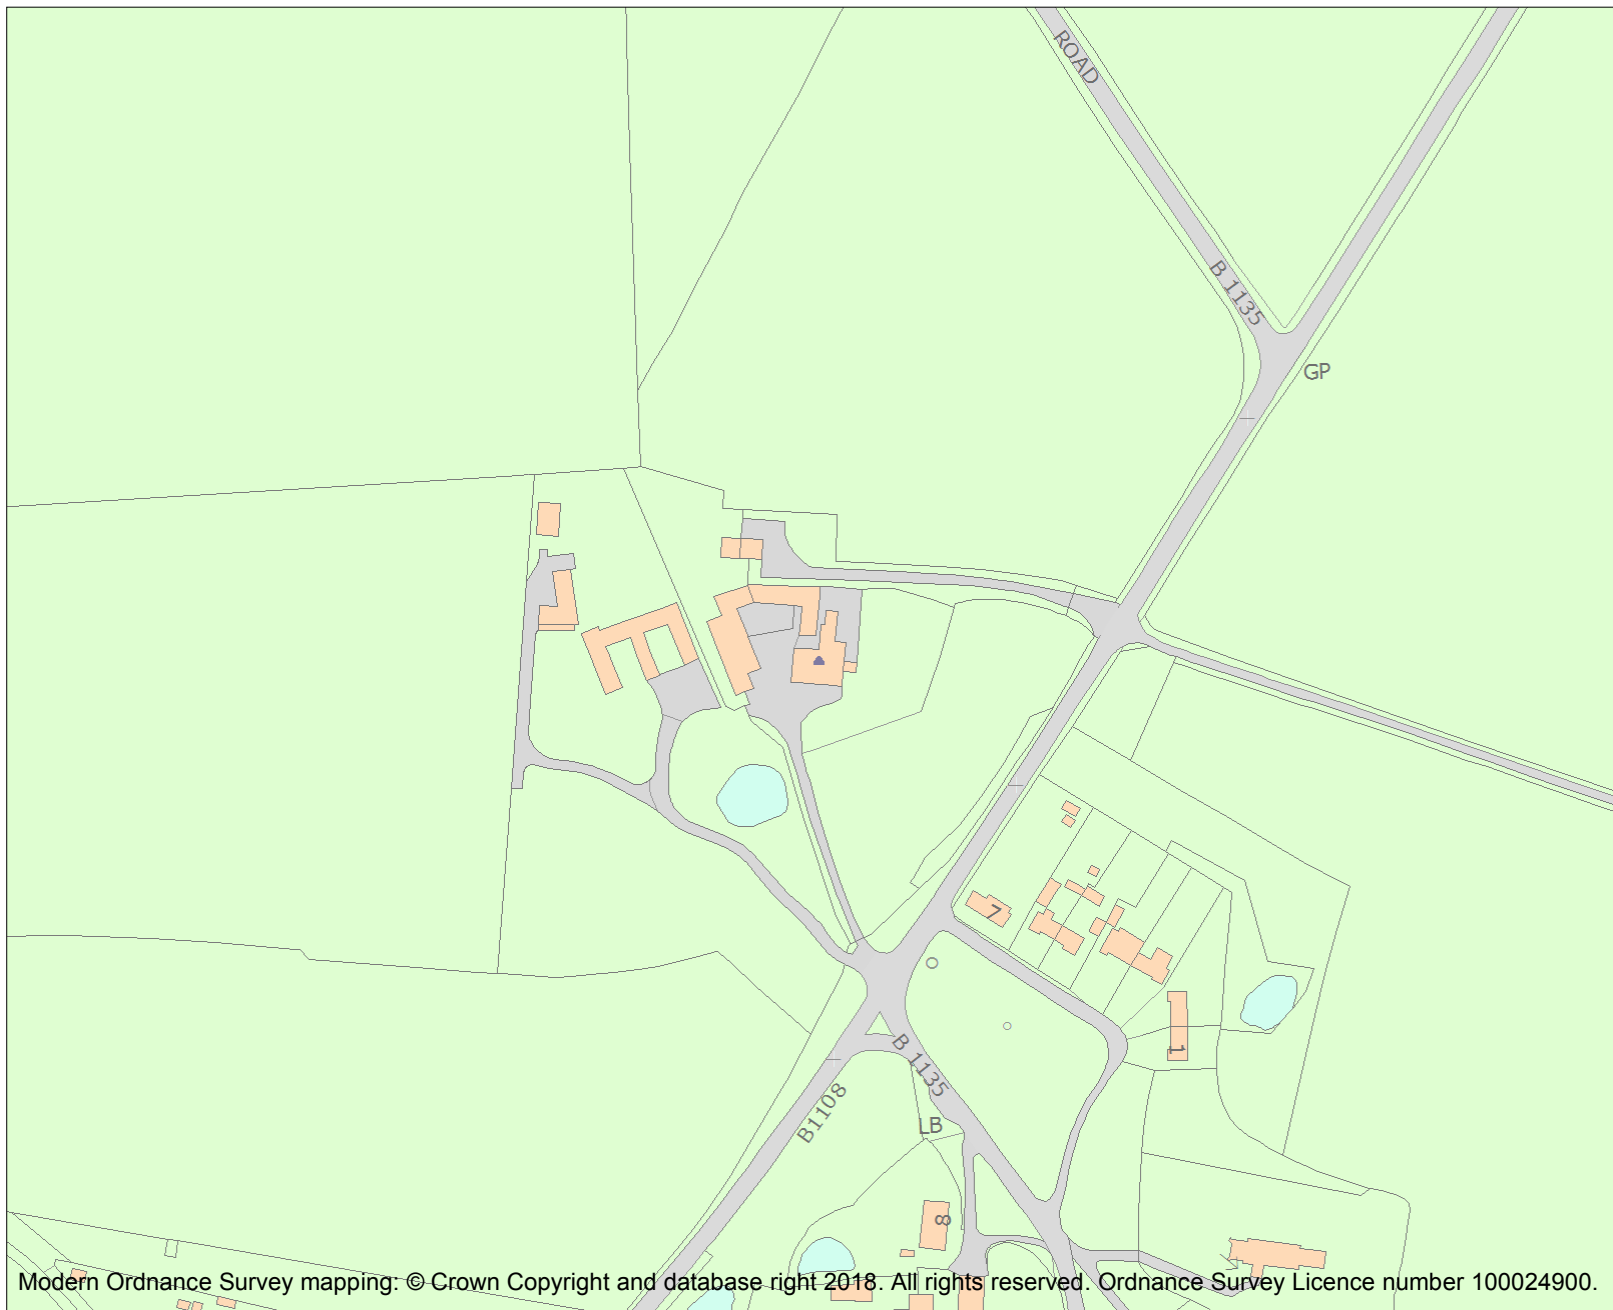 ROAD
B 1135
GP
7
1
B 1135
B1108
LB
8
Modern Ordnance Survey mapping: © Crown Copyright and database right 2018. All rights reserved. Ordnance Survey Licence number 100024900.